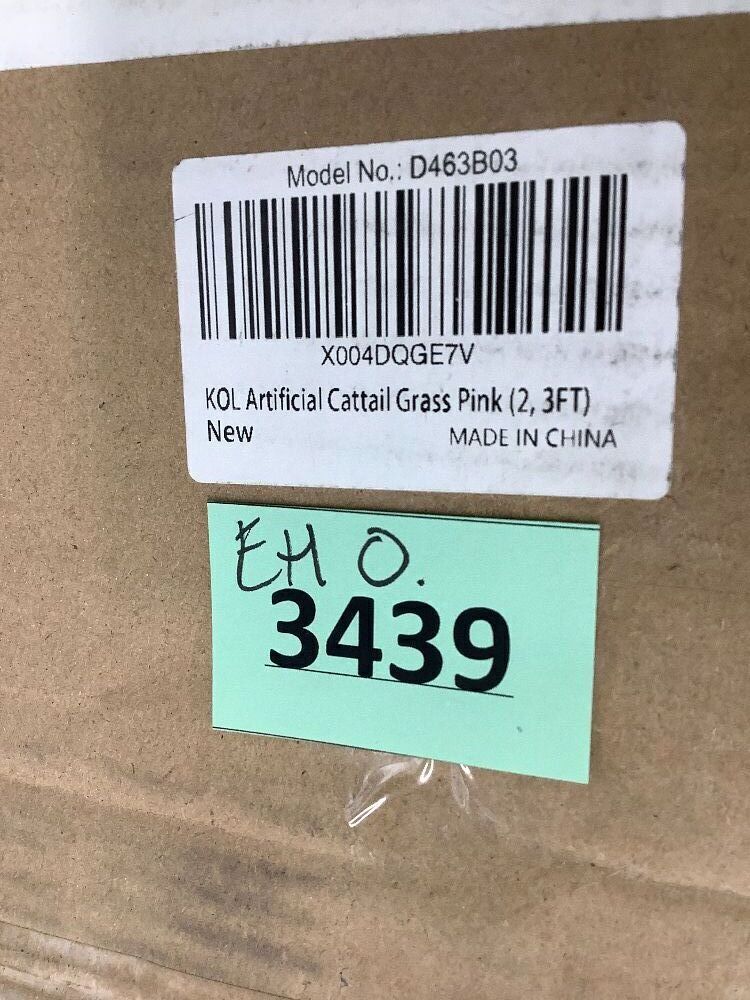 Model No.: D463B03
X004DQGE7V
KOL Artificial Cattail Grass Pink (2, 3FT)
New MADE IN CHINA
EH O.
3439